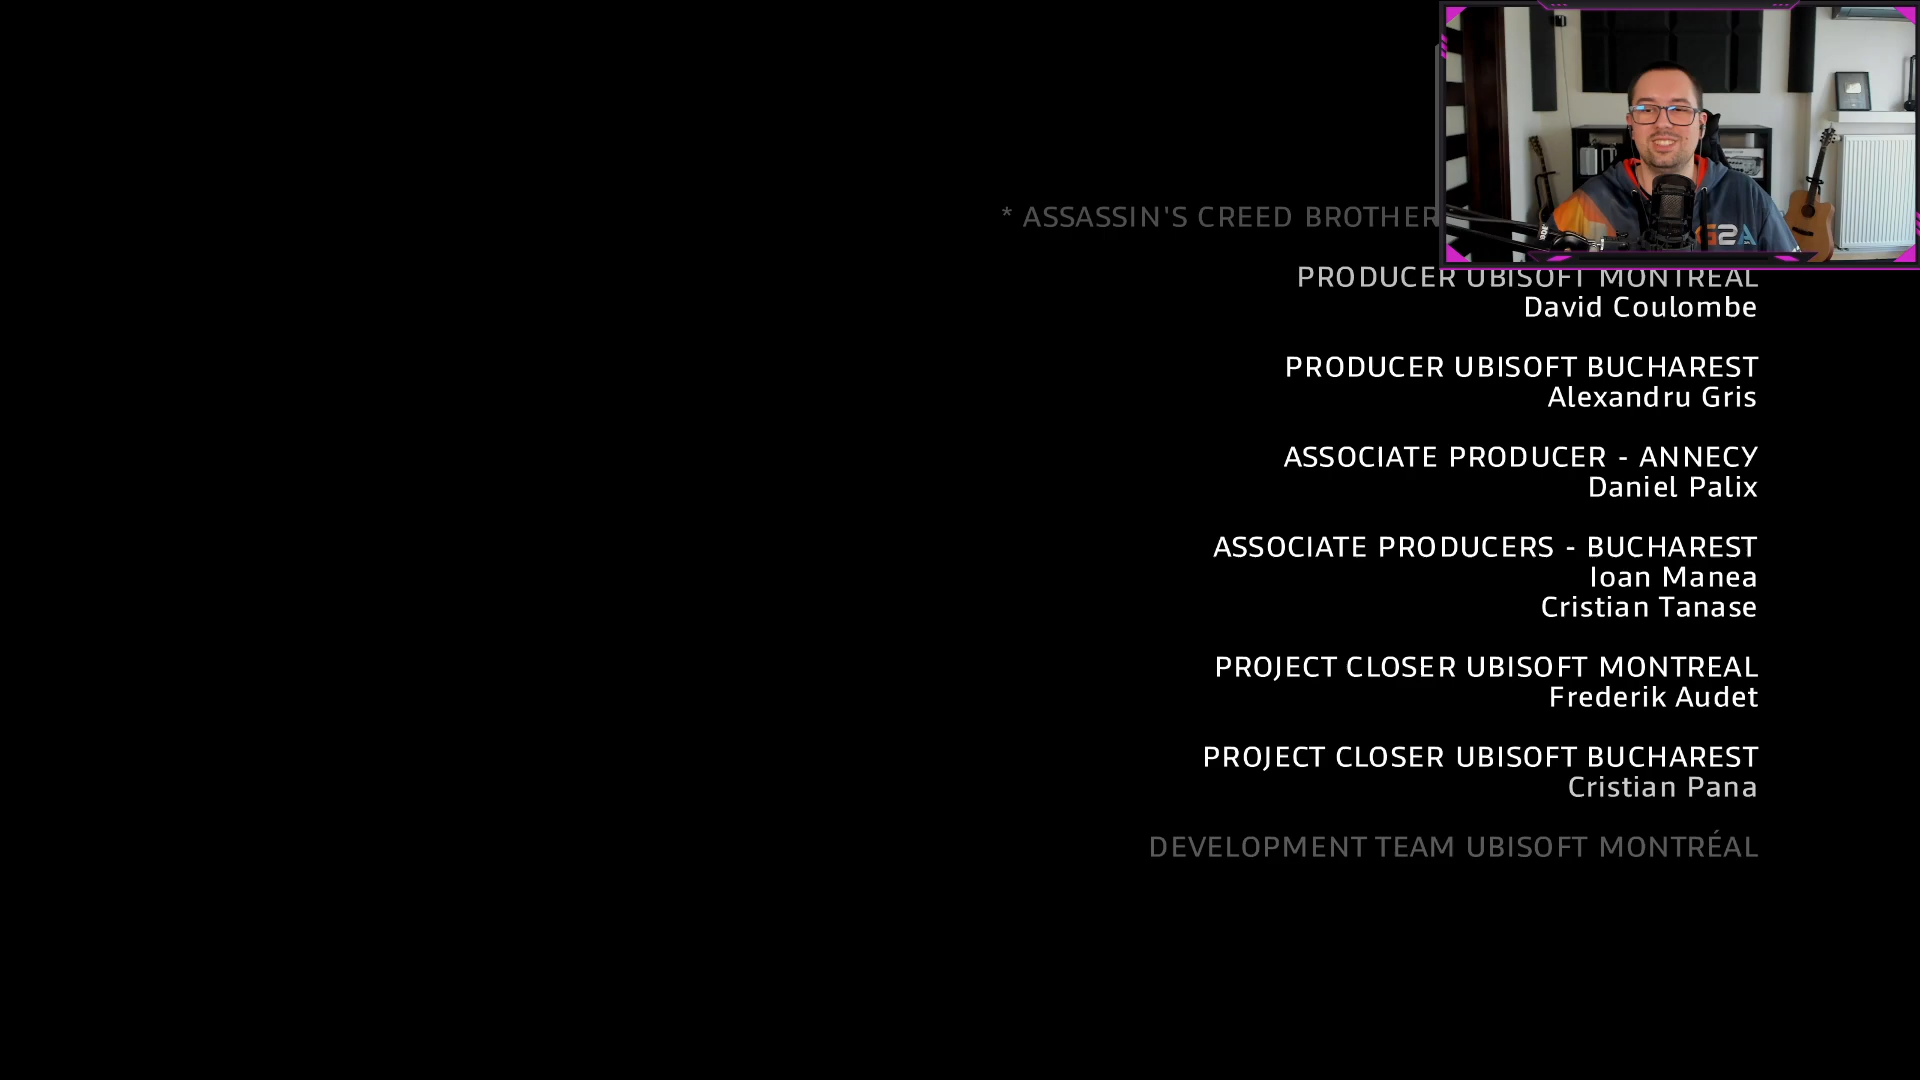 * ASSASSIN'S CREED BROTHER
PRODUCER UBISOFT MONTREAL
David Coulombe
PRODUCER UBISOFT BUCHAREST
Alexandru Gris
ASSOCIATE PRODUCER - ANNECY
Daniel Palix
ASSOCIATE PRODUCERS - BUCHAREST
Ioan Manea
Cristian Tanase
PROJECT CLOSER UBISOFT MONTREAL
Frederik Audet
PROJECT CLOSER UBISOFT BUCHAREST
Cristian Pana
DEVELOPMENT TEAM UBISOFT MONTRÉAL
G2A